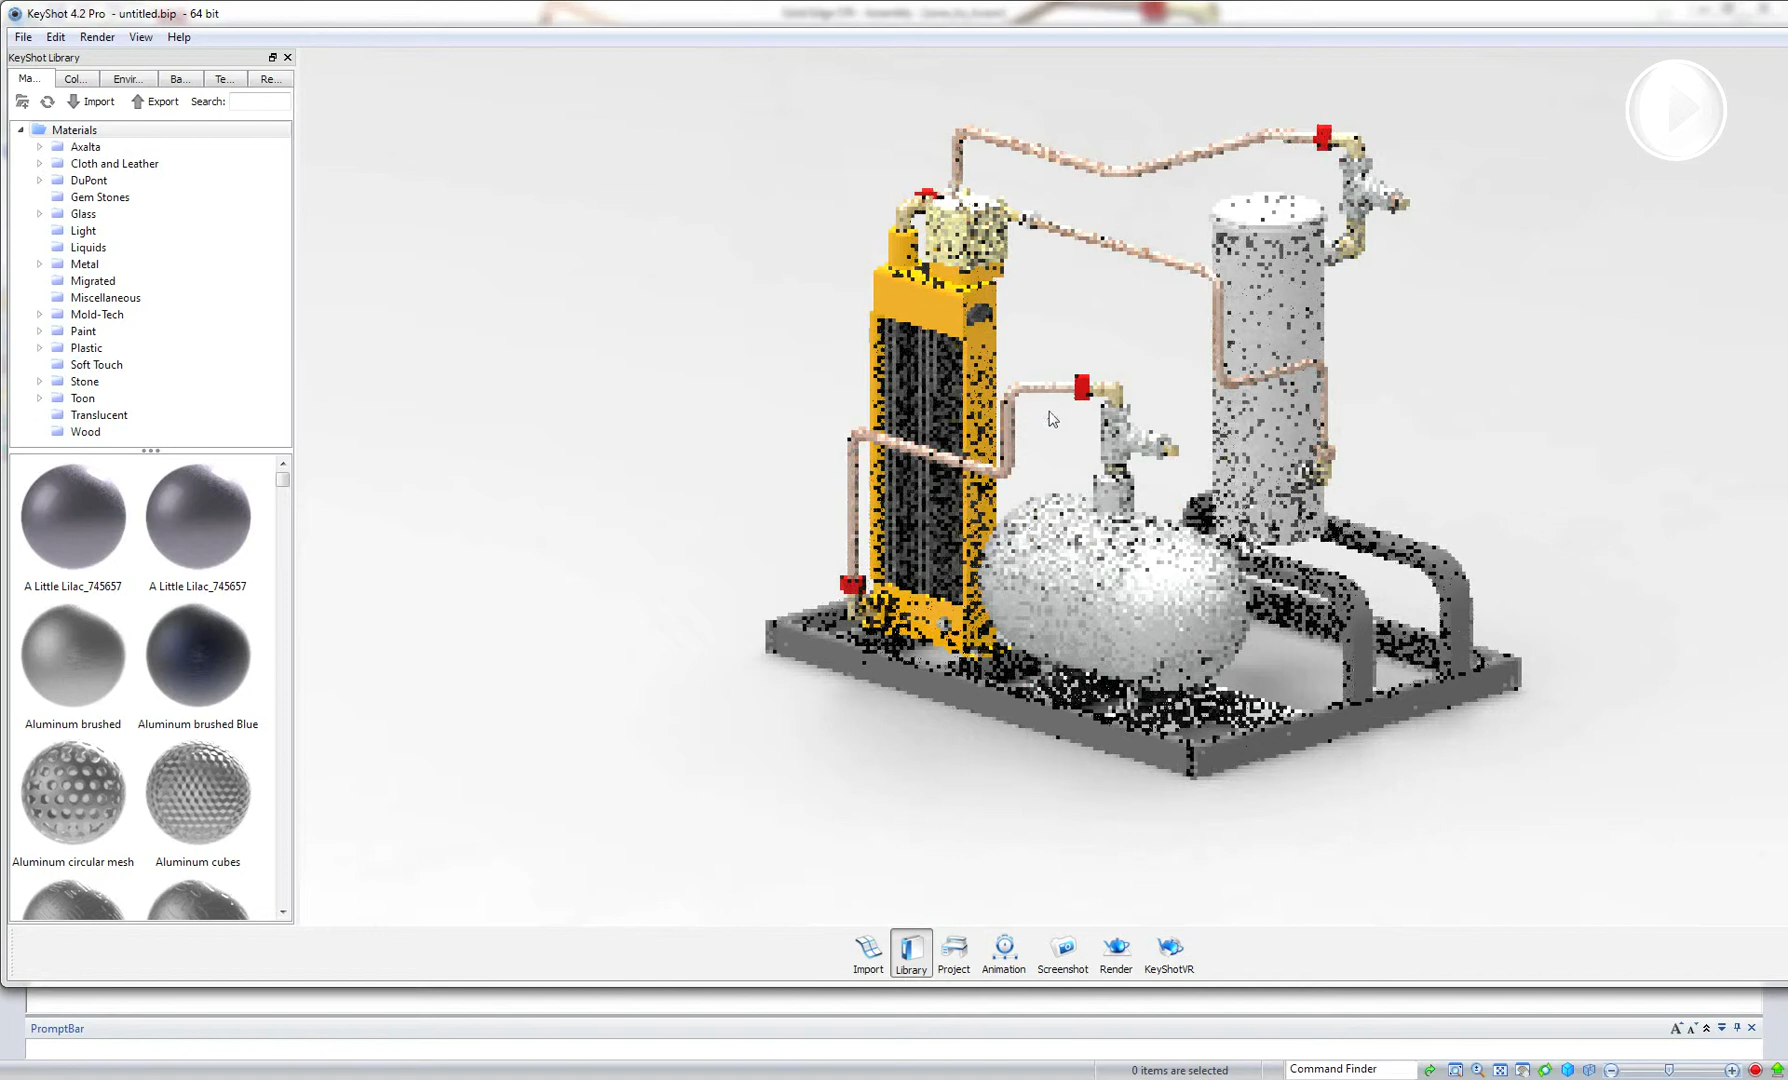 KeyShot 4.2 Pro - untitled.bip - 64 bit
File Edit Render View Help
KeyShot Library
Ma... Col... Envir... Ba... Te... Re...
Import Export Search:
Materials
Axalta
Cloth and Leather
DuPont
Gem Stones
Glass
Light
Liquids
Metal
Migrated
Miscellaneous
Mold-Tech
Paint
Plastic
Soft Touch
Stone
Toon
Translucent
Wood
A Little Lilac_745657 A Little Lilac_745657
Aluminum brushed Aluminum brushed Blue
Aluminum circular mesh Aluminum cubes
Import Library Project Animation Screenshot Render KeyShotVR
PromptBar
0 items are selected Command Finder